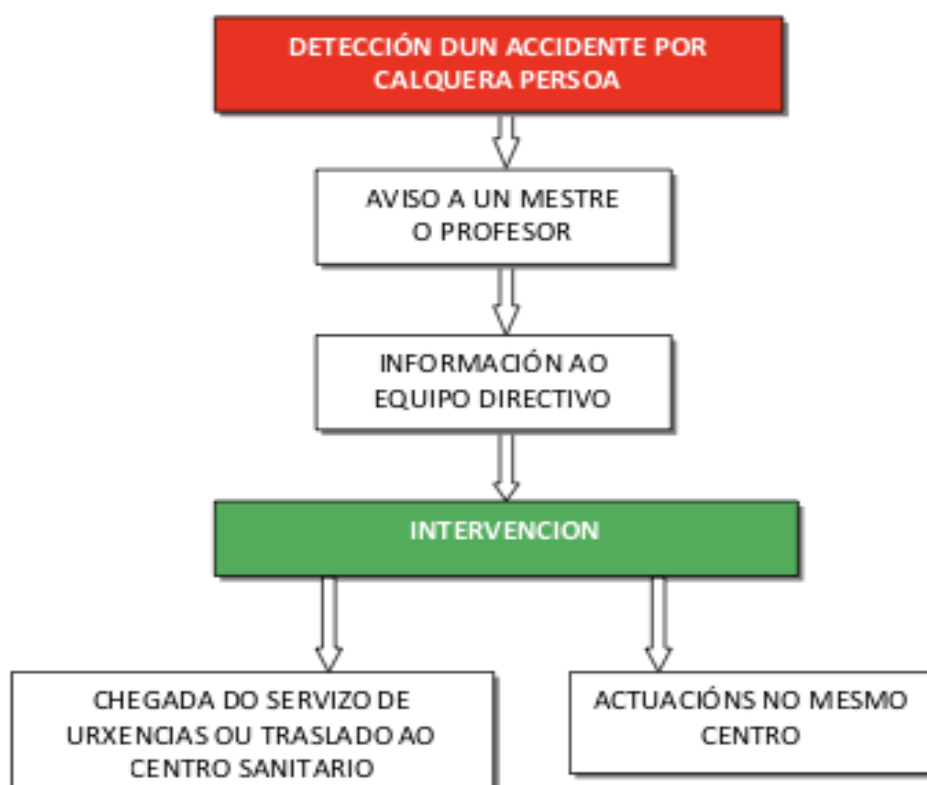 DETECCIÓN DUN ACCIDENTE POR
CALQUERA PERSOA
AVISO A UN MESTRE
O PROFESOR
INFORMACIÓN AO
EQUIPO DIRECTIVO
INTERVENCION
CHEGADA DO SERVIZO DE
URXENCIAS OU TRASLADO AO
CENTRO SANITARIO
ACTUACIÓNS NO MESMO
CENTRO